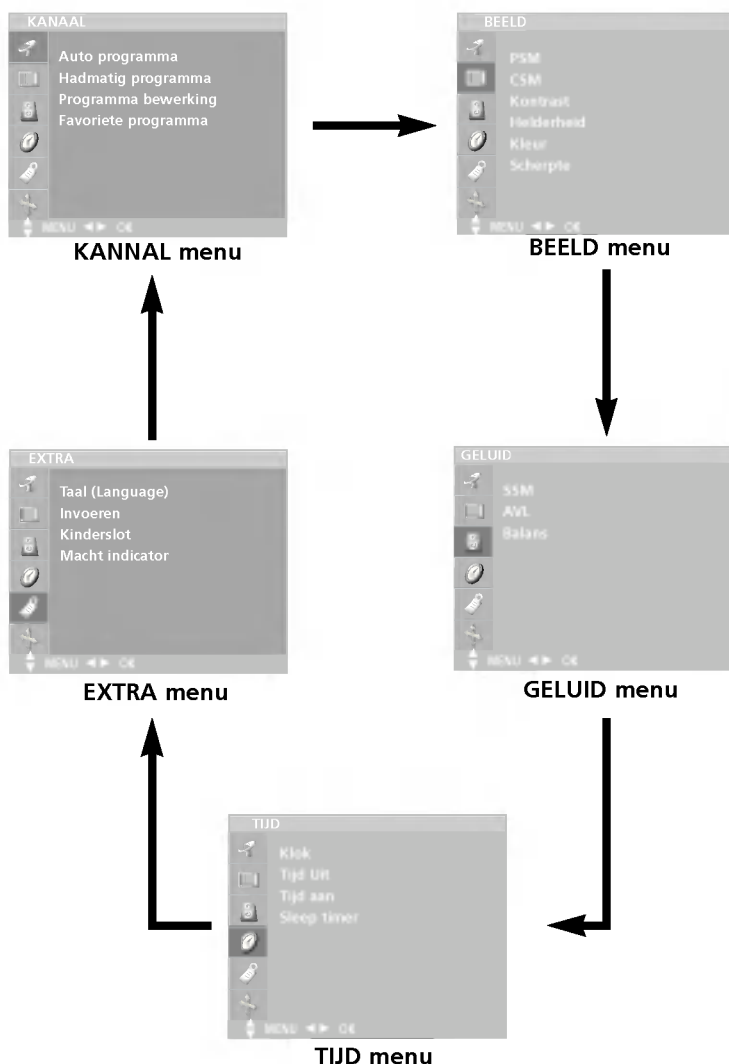 KANAAL
Auto programma
Hadmatig programma
Programma bewerking
Favoriete programma
MENU OK
KANNAL menu
BEELD
PSM
CSM
Kontrast
Helderheid
Kleur
Scherpte
MENU OK
BEELD menu
EXTRA
Taal (Language)
Invoeren
Kinderslot
Macht indicator
MENU OK
EXTRA menu
GELUID
SSM
AVL
Balans
MENU OK
GELUID menu
TIJD
Klok
Tijd Uit
Tijd aan
Sleep timer
MENU OK
TIJD menu